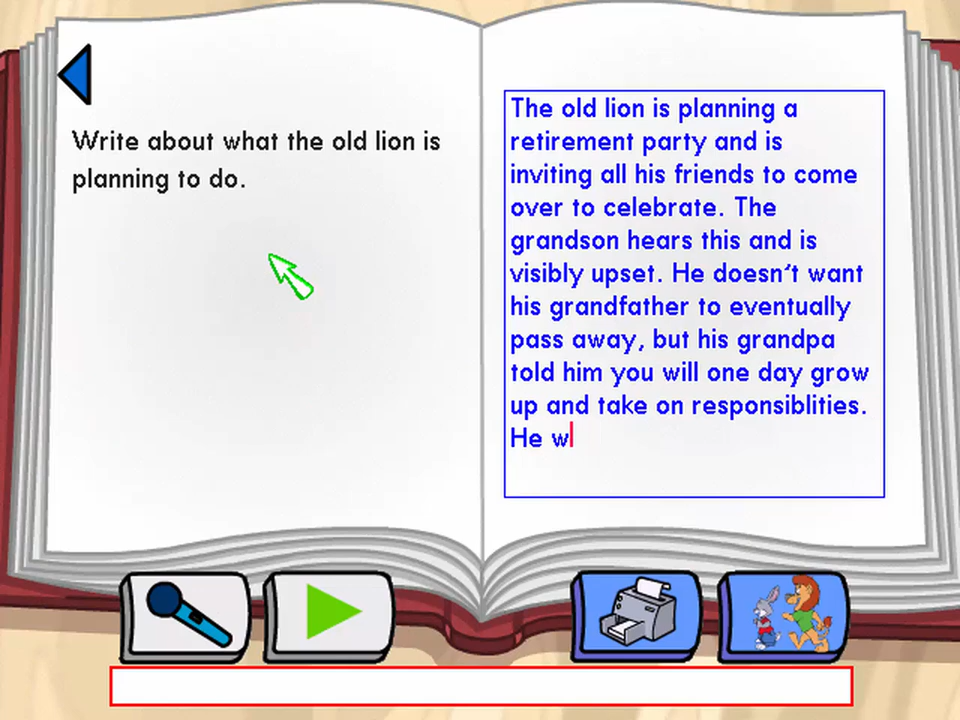 Write about what the old lion is
planning to do.
The old lion is planning a
retirement party and is
inviting all his friends to come
over to celebrate. The
grandson hears this and is
visibly upset. He doesn't want
his grandfather to eventually
pass away, but his grandpa
told him you will one day grow
up and take on responsiblities.
He w